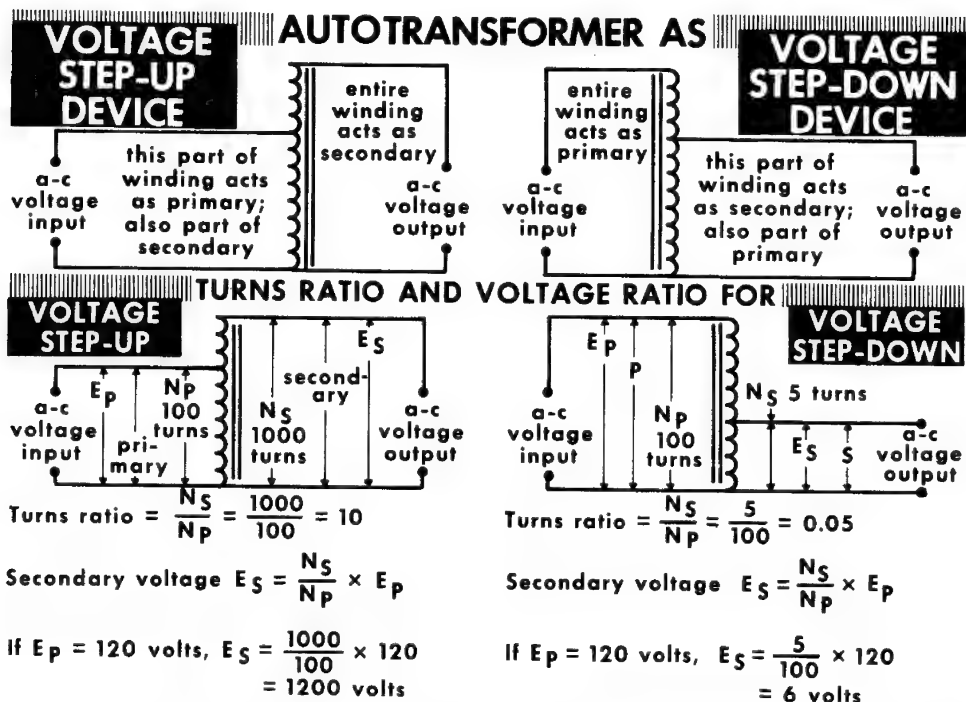 AUTOTRANSFORMER AS
VOLTAGE
STEP-UP
DEVICE
entire
winding
acts as
secondary
this part of
winding acts
as primary;
also part of
secondary
a-c
voltage
input
a-c
voltage
output
VOLTAGE
STEP-DOWN
DEVICE
entire
winding
acts as
primary
this part of
winding acts
as secondary;
also part of
primary
a-c
voltage
input
a-c
voltage
output
TURNS RATIO AND VOLTAGE RATIO FOR
VOLTAGE
STEP-UP
EP
NP
100
turns
pri-
mary
a-c
voltage
input
ES
second-
ary
NS
1000
turns
a-c
voltage
output
Turns ratio = NS/NP = 1000/100 = 10
Secondary voltage ES = NS/NP × EP
If EP = 120 volts, ES = 1000/100 × 120
= 1200 volts
VOLTAGE
STEP-DOWN
EP
P
NP
100
turns
a-c
voltage
input
NS 5 turns
ES
S
a-c
voltage
output
Turns ratio = NS/NP = 5/100 = 0.05
Secondary voltage ES = NS/NP × EP
If EP = 120 volts, ES = 5/100 × 120
= 6 volts